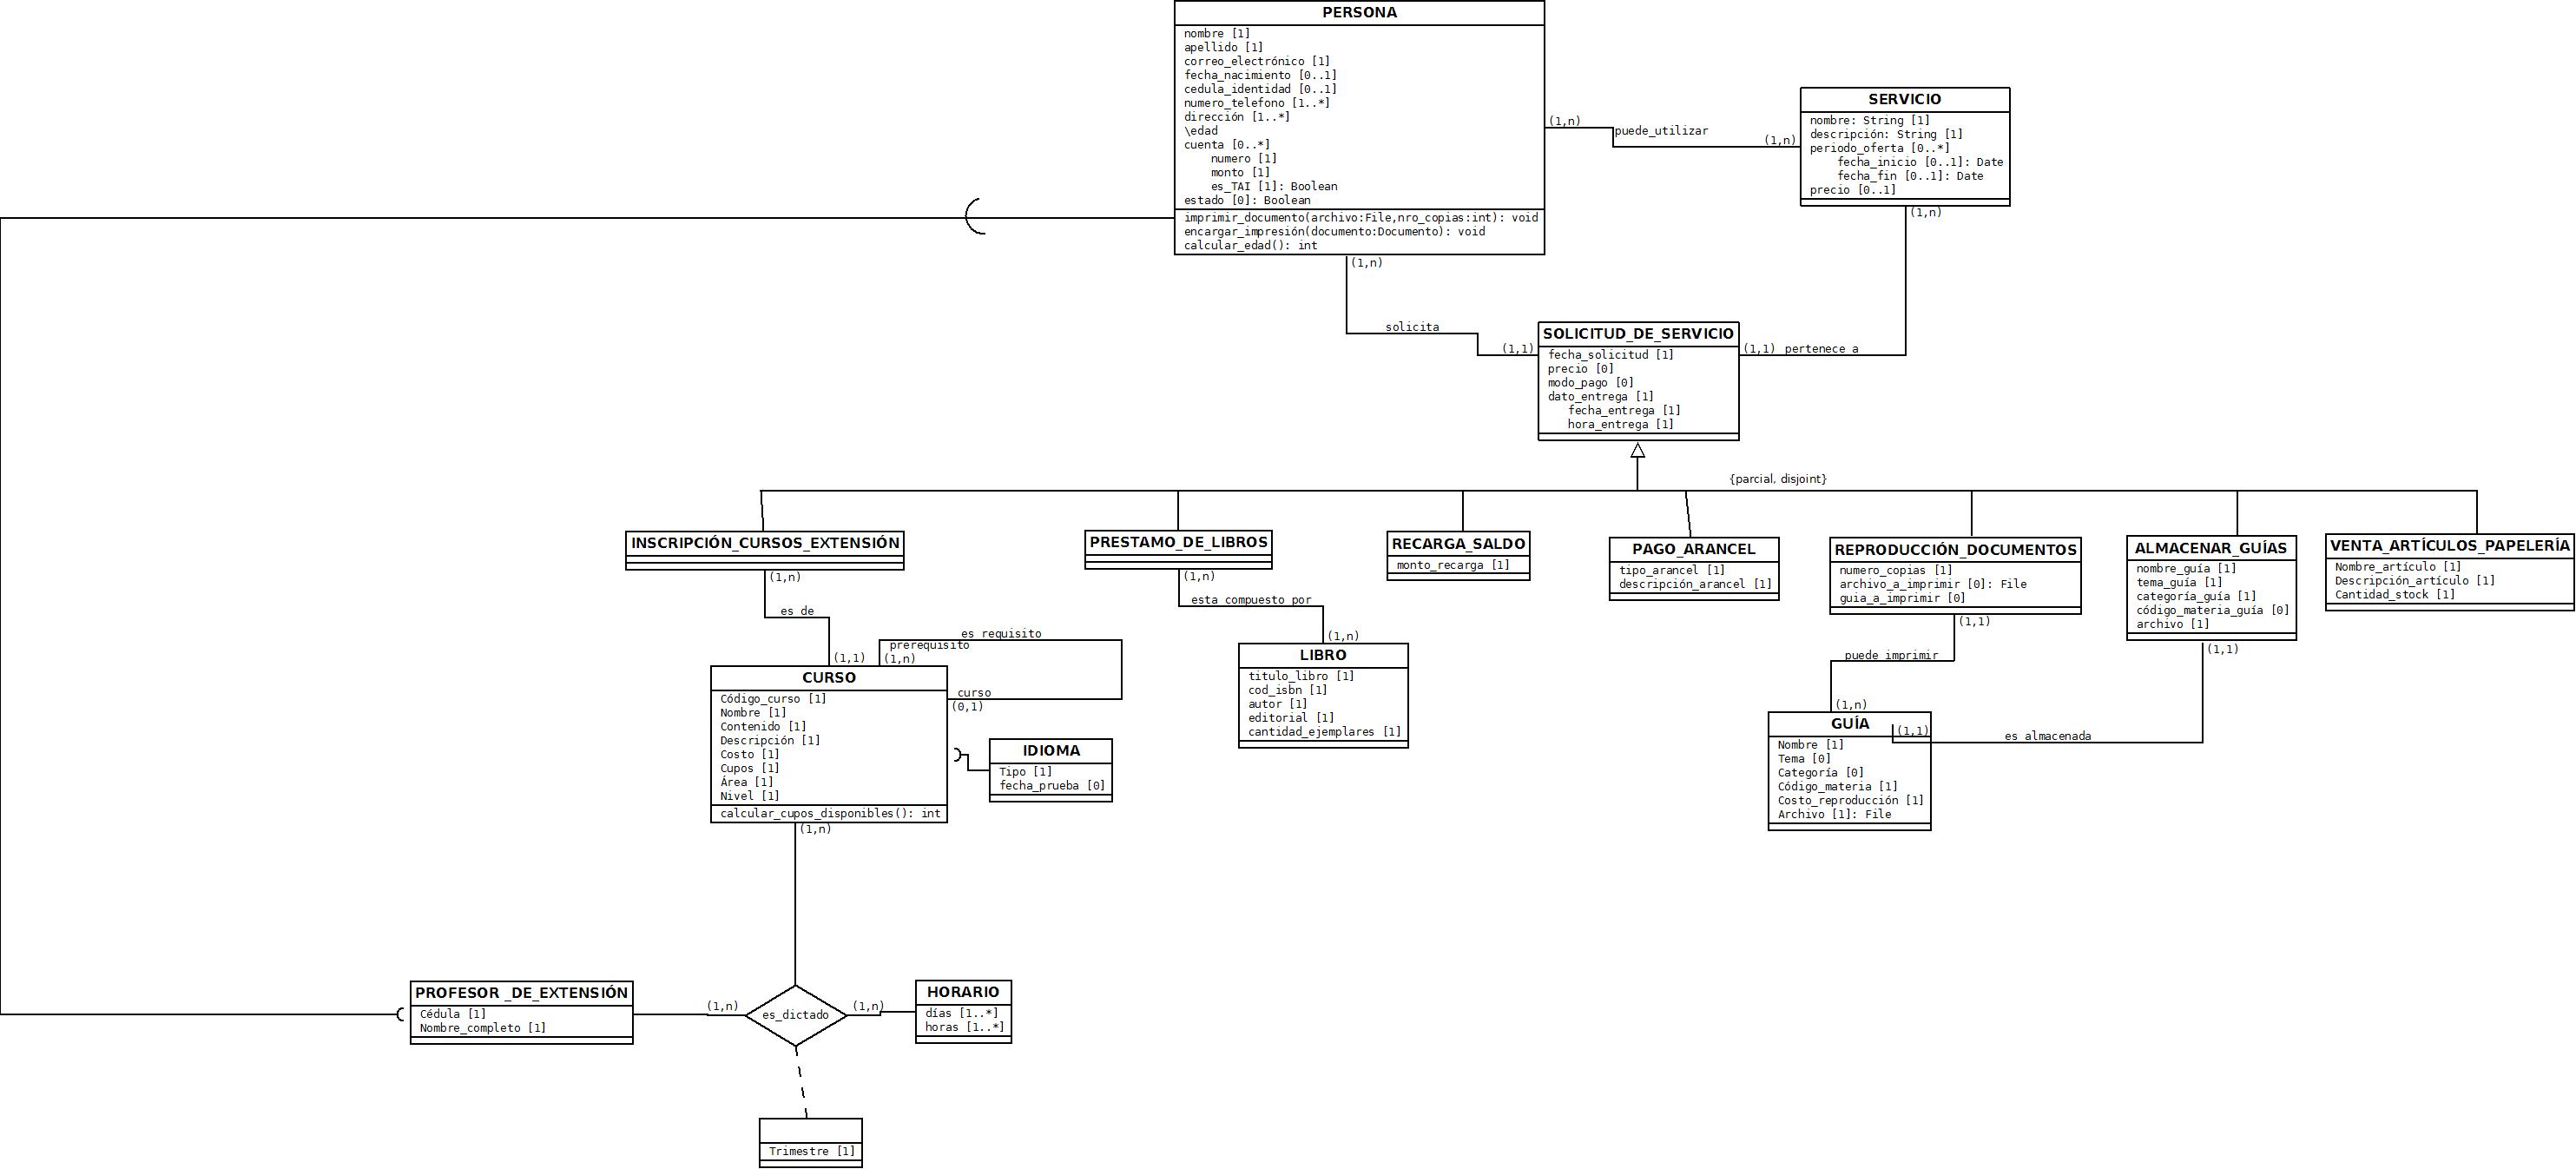 PERSONA
nombre [1]
apellido [1]
correo_electrónico [1]
fecha_nacimiento [0..1]
cedula_identidad [0..1]
numero_telefono [1..*]
dirección [1..*]
\edad
cuenta [0..*]
numero [1]
monto [1]
es_TAI [1]: Boolean
estado [0]: Boolean
imprimir_documento(archivo:File,nro_copias:int): void
encargar_impresión(documento:Documento): void
calcular_edad(): int
(1,n)
puede_utilizar
(1,n)
SERVICIO
nombre: String [1]
descripción: String [1]
periodo_oferta [0..*]
fecha_inicio [0..1]: Date
fecha_fin [0..1]: Date
precio [0..1]
(1,n)
(1,n)
solicita
(1,1)
SOLICITUD_DE_SERVICIO
fecha_solicitud [1]
precio [0]
modo_pago [0]
dato_entrega [1]
fecha_entrega [1]
hora_entrega [1]
(1,1) pertenece a
{parcial, disjoint}
INSCRIPCIÓN_CURSOS_EXTENSIÓN
(1,n)
es de
(1,1)
PRESTAMO_DE_LIBROS
(1,n)
esta compuesto por
(1,n)
RECARGA_SALDO
monto_recarga [1]
PAGO_ARANCEL
tipo_arancel [1]
descripción_arancel [1]
REPRODUCCIÓN_DOCUMENTOS
numero_copias [1]
archivo_a_imprimir [0]: File
guia_a_imprimir [0]
(1,1)
puede imprimir
(1,n)
ALMACENAR_GUÍAS
nombre_guía [1]
tema_guía [1]
categoría_guía [1]
código_materia_guía [0]
archivo [1]
(1,1)
es almacenada
(1,1)
VENTA_ARTÍCULOS_PAPELERÍA
Nombre_artículo [1]
Descripción_artículo [1]
Cantidad_stock [1]
es requisito
prerequisito
(1,n)
curso
(0,1)
CURSO
Código_curso [1]
Nombre [1]
Contenido [1]
Descripción [1]
Costo [1]
Cupos [1]
Área [1]
Nivel [1]
calcular_cupos_disponibles(): int
(1,n)
IDIOMA
Tipo [1]
fecha_prueba [0]
LIBRO
titulo_libro [1]
cod_isbn [1]
autor [1]
editorial [1]
cantidad_ejemplares [1]
GUÍA
Nombre [1]
Tema [0]
Categoría [0]
Código_materia [1]
Costo_reproducción [1]
Archivo [1]: File
PROFESOR _DE_EXTENSIÓN
Cédula [1]
Nombre_completo [1]
(1,n)
es_dictado
(1,n)
HORARIO
días [1..*]
horas [1..*]
Trimestre [1]